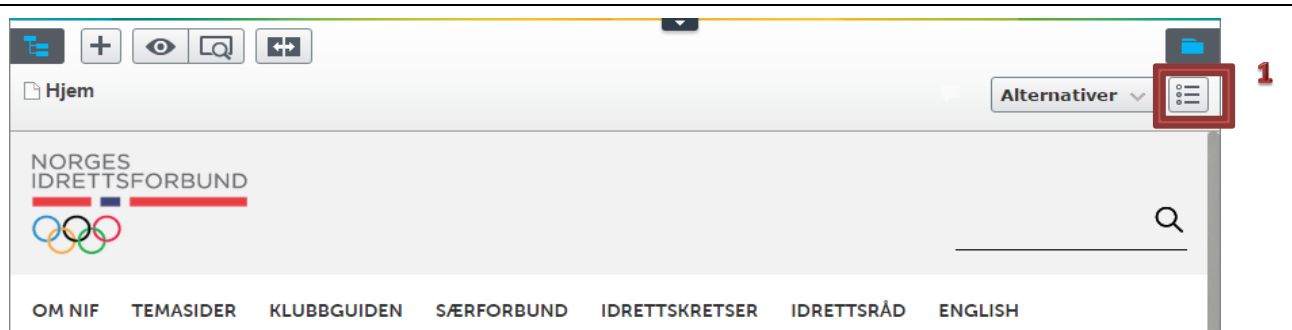 Hjem
Alternativer
1
NORGES
IDRETTSFORBUND
OM NIF TEMASIDER KLUBBGUIDEN SÆRFORBUND IDRETTSKRETSER IDRETTSRÅD ENGLISH